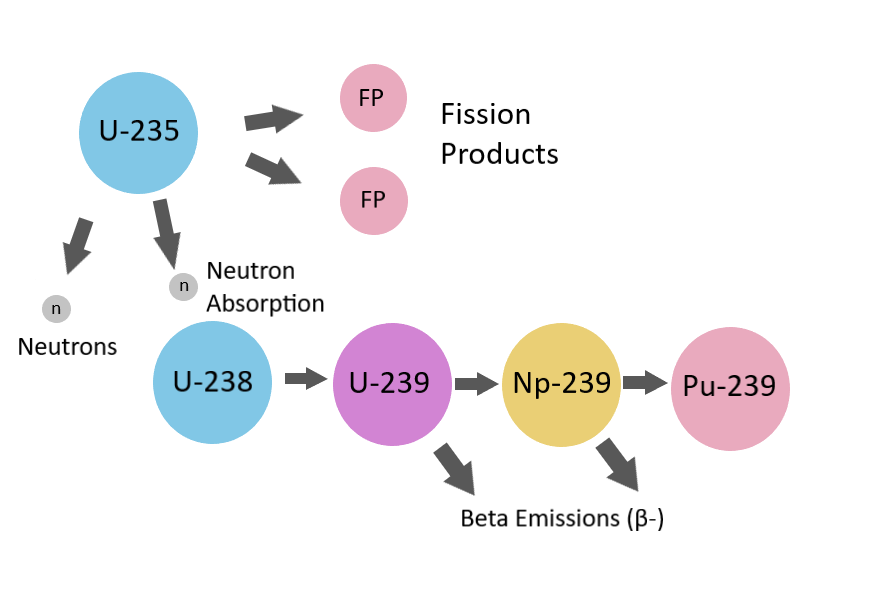 U-235
FP
Fission
Products
FP
n
Neutron
Absorption
n
Neutrons
U-238
U-239
Np-239
Pu-239
Beta Emissions (β-)